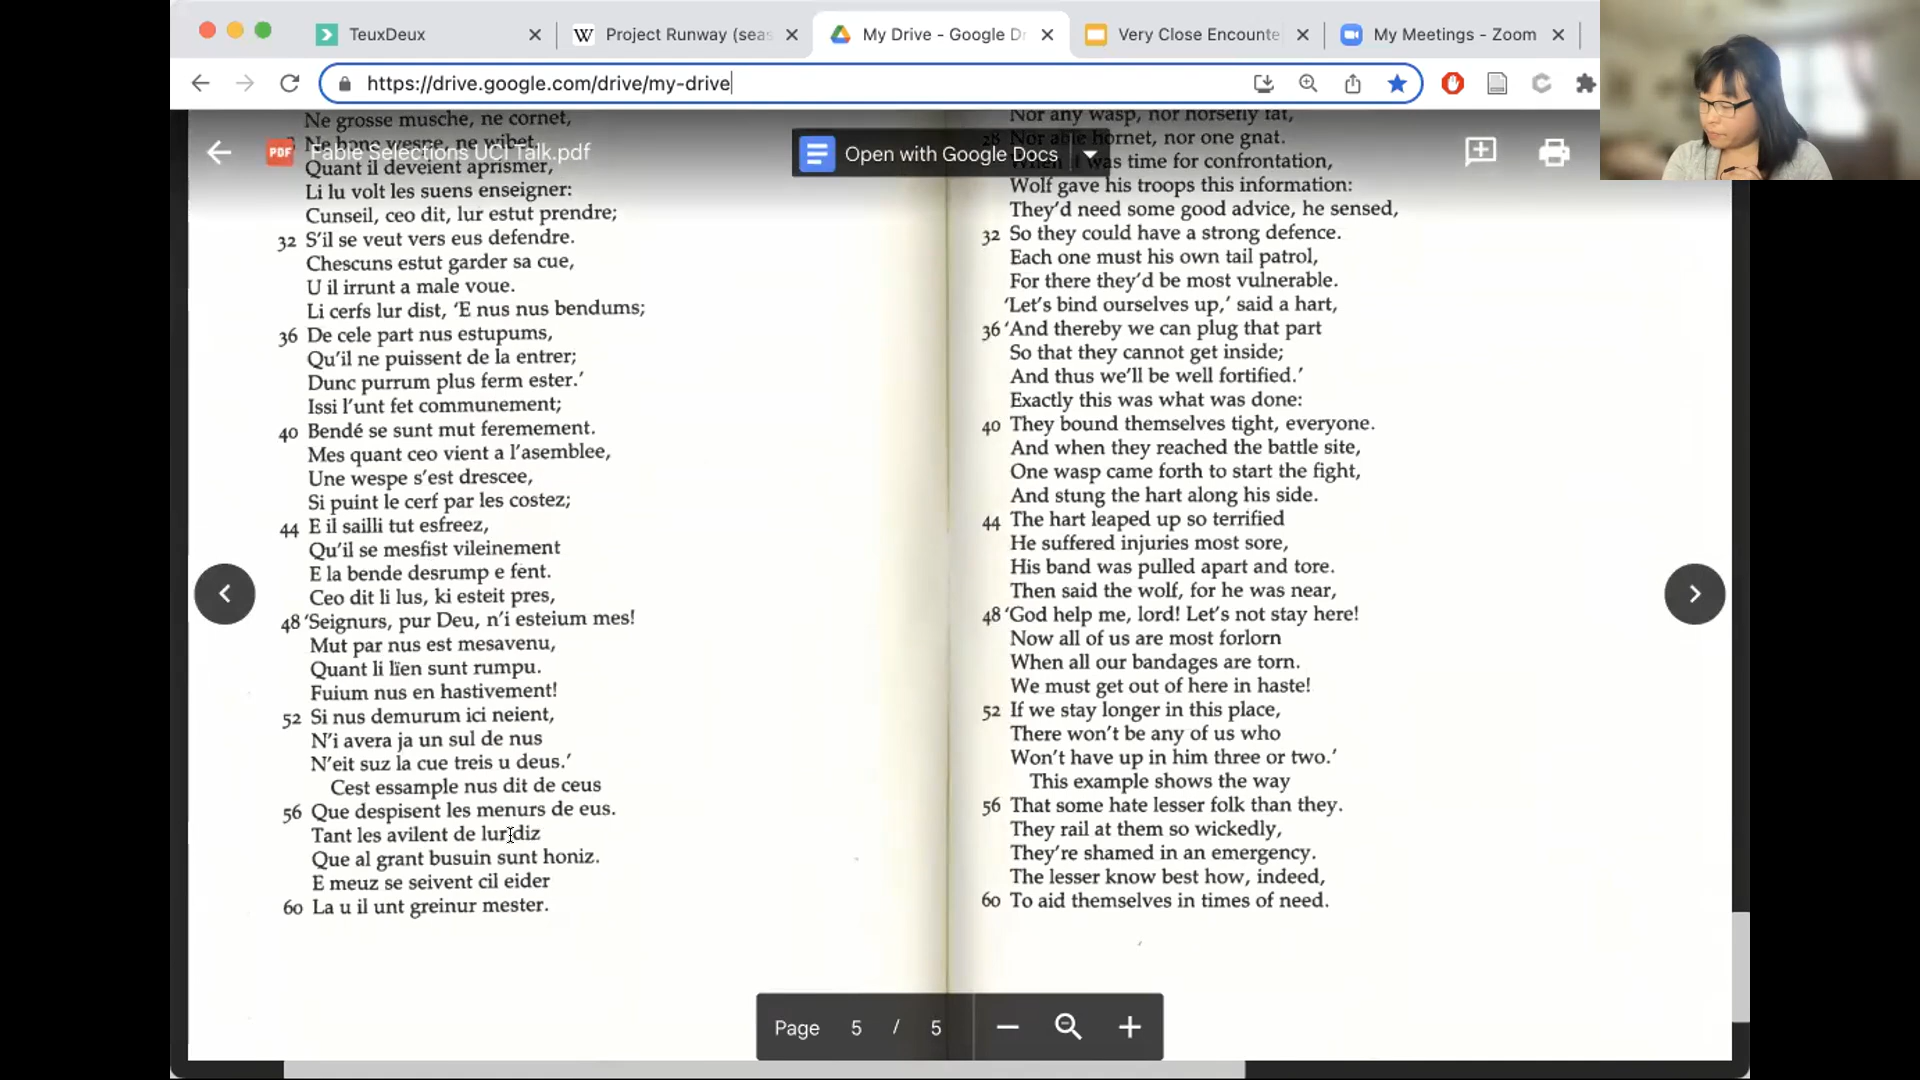 TeuxDeux
Project Runway (seas
My Drive - Google Dr
Very Close Encounte
My Meetings - Zoom
https://drive.google.com/drive/my-drive
PDF
Fable Selections UCI Talk.pdf
Open with Google Docs
Ne grosse musche, ne cornet,
Ne bone wespe, ne wibet,
Quant il deveient aprismer,
Li lu volt les suens enseigner:
Cunseil, ceo dit, lur estut prendre;
32 S'il se veut vers eus defendre.
Chescuns estut garder sa cue,
U il irrunt a male voue.
Li cerfs lur dist, 'E nus nus bendums;
36 De cele part nus estupums,
Qu'il ne puissent de la entrer;
Dunc purrum plus ferm ester.'
Issi l'unt fet communement;
40 Bendé se sunt mut feremement.
Mes quant ceo vient a l'asemblee,
Une wespe s'est drescee,
Si puint le cerf par les costez;
44 E il sailli tut esfreez,
Qu'il se mesfist vileinement
E la bende desrump e fent.
Ceo dit li lus, ki esteit pres,
48 'Seignurs, pur Deu, n'i esteium mes!
Mut par nus est mesavenu,
Quant li lïen sunt rumpu.
Fuium nus en hastivement!
52 Si nus demurum ici neient,
N'i avera ja un sul de nus
N'eit suz la cue treis u deus.'
Cest essample nus dit de ceus
56 Que despisent les menurs de eus.
Tant les avilent de lur diz
Que al grant busuin sunt honiz.
E meuz se seivent cil eider
60 La u il unt greinur mester.
Nor any wasp, nor horsefly fat,
28 Nor able hornet, nor one gnat.
When it was time for confrontation,
Wolf gave his troops this information:
They'd need some good advice, he sensed,
32 So they could have a strong defence.
Each one must his own tail patrol,
For there they'd be most vulnerable.
'Let's bind ourselves up,' said a hart,
36 'And thereby we can plug that part
So that they cannot get inside;
And thus we'll be well fortified.'
Exactly this was what was done:
40 They bound themselves tight, everyone.
And when they reached the battle site,
One wasp came forth to start the fight,
And stung the hart along his side.
44 The hart leaped up so terrified
He suffered injuries most sore,
His band was pulled apart and tore.
Then said the wolf, for he was near,
48 'God help me, lord! Let's not stay here!
Now all of us are most forlorn
When all our bandages are torn.
We must get out of here in haste!
52 If we stay longer in this place,
There won't be any of us who
Won't have up in him three or two.'
This example shows the way
56 That some hate lesser folk than they.
They rail at them so wickedly,
They're shamed in an emergency.
The lesser know best how, indeed,
60 To aid themselves in times of need.
Page 5 / 5